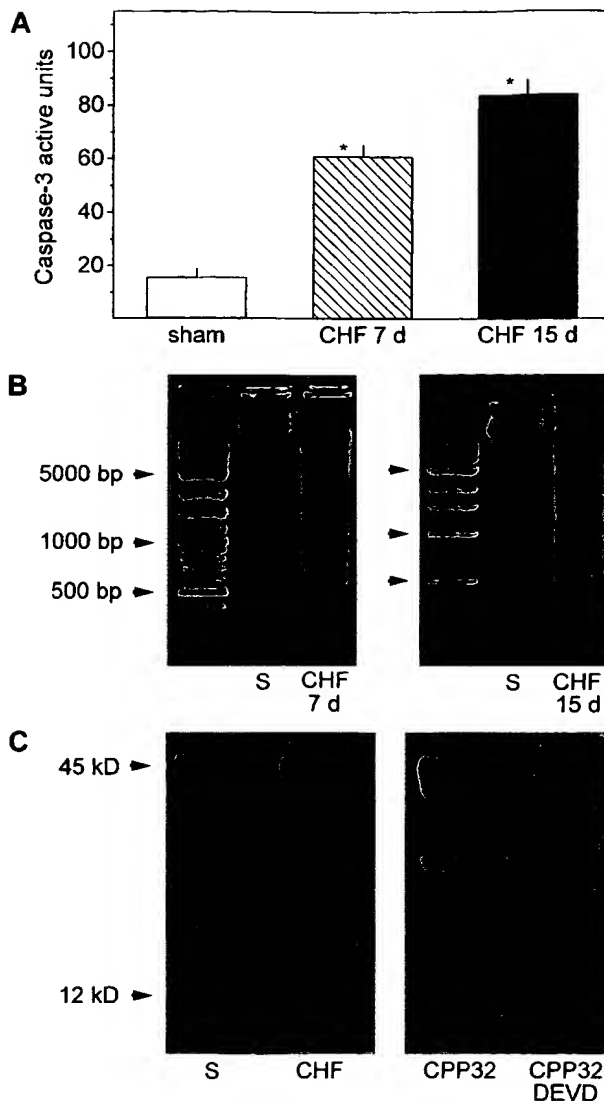 A
Caspase-3 active units
100
80
60
40
20
*
*
sham
CHF 7 d
CHF 15 d
B
5000 bp
1000 bp
500 bp
S
CHF
7 d
S
CHF
15 d
C
45 kD
12 kD
S
CHF
CPP32
CPP32
DEVD